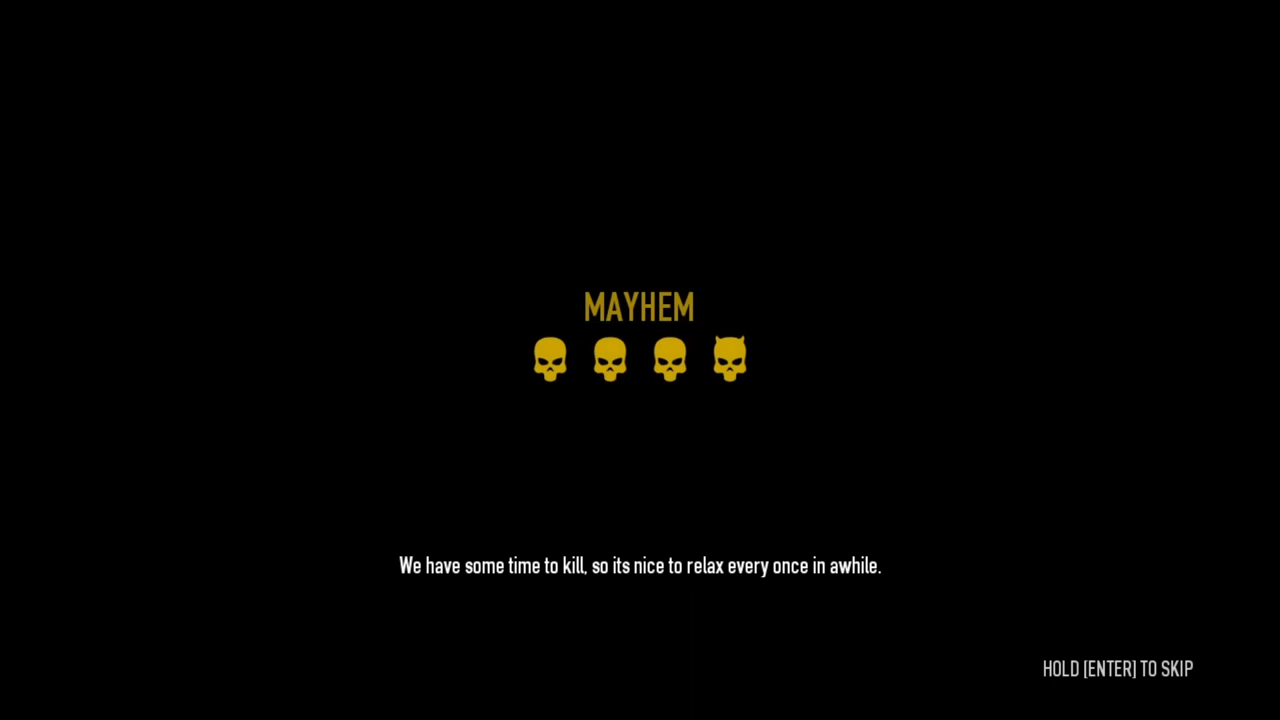 MAYHEM
We have some time to kill, so its nice to relax every once in awhile.
HOLD [ENTER] TO SKIP